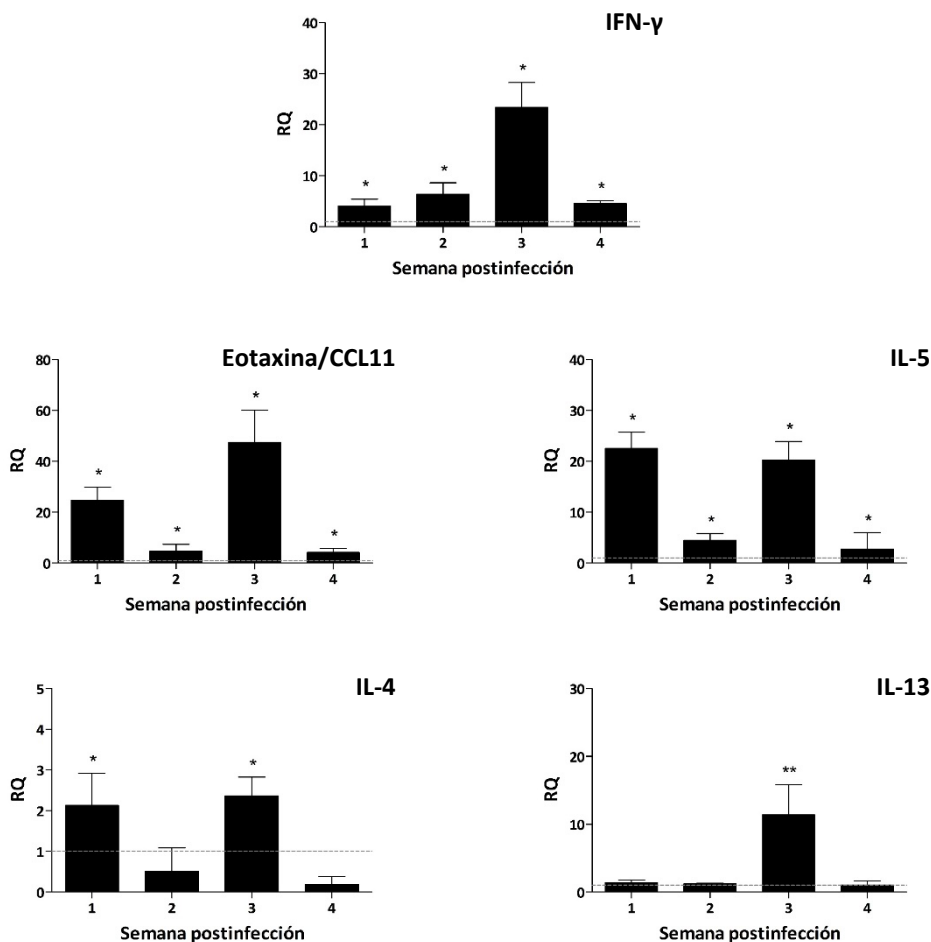 IFN-γ
40
30
20
10
0
RQ
*
*
*
*
1 2 3 4
Semana postinfección
Eotaxina/CCL11
80
60
40
20
0
RQ
*
*
*
*
1 2 3 4
Semana postinfección
IL-5
40
30
20
10
0
RQ
*
*
*
*
1 2 3 4
Semana postinfección
IL-4
5
4
3
2
1
0
RQ
*
*
1 2 3 4
Semana postinfección
IL-13
30
20
10
0
RQ
**
1 2 3 4
Semana postinfección